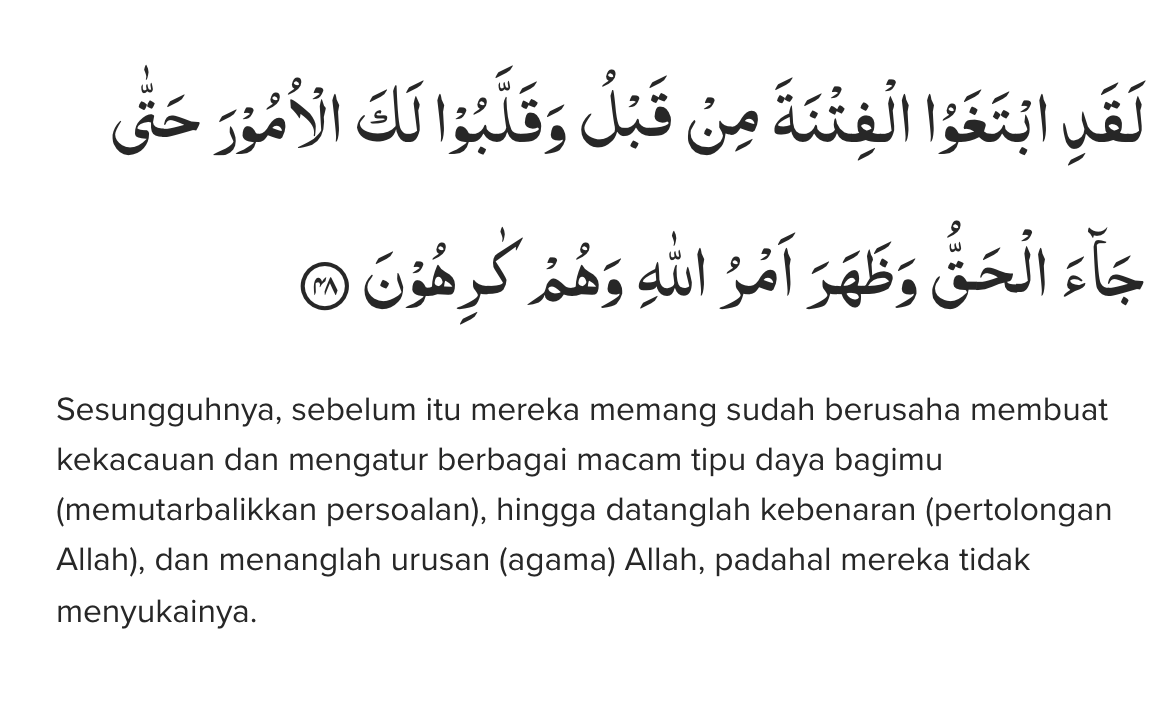 لَقَدِ ابْتَغَوُا الْفِتْنَةَ مِنْ قَبْلُ وَقَلَّبُوْا لَكَ الْاُمُوْرَ حَتّٰى
جَاۤءَ الْحَقُّ وَظَهَرَ اَمْرُ اللّٰهِ وَهُمْ كٰرِهُوْنَ ٤٨
Sesungguhnya, sebelum itu mereka memang sudah berusaha membuat
kekacauan dan mengatur berbagai macam tipu daya bagimu
(memutarbalikkan persoalan), hingga datanglah kebenaran (pertolongan
Allah), dan menanglah urusan (agama) Allah, padahal mereka tidak
menyukainya.